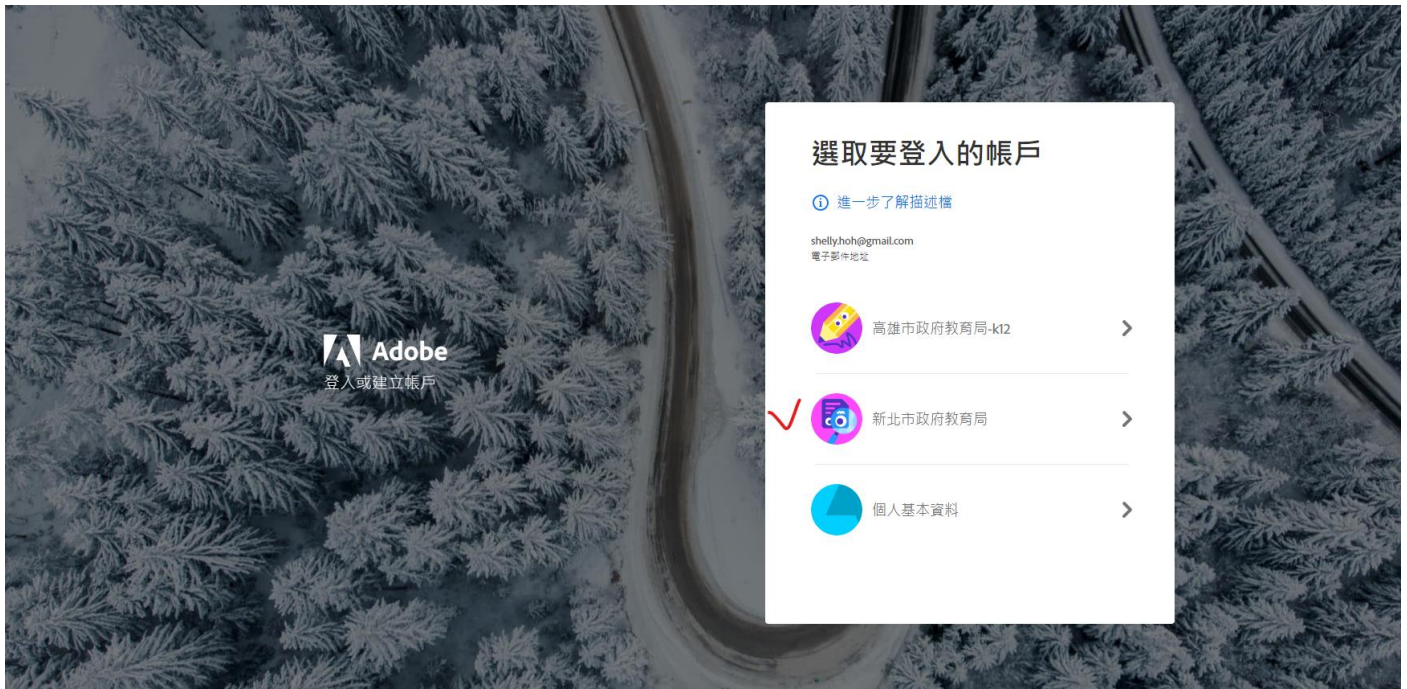 Adobe
登入或建立帳戶
選取要登入的帳戶
進一步了解描述檔
shelly.hoh@gmail.com
電子郵件地址
高雄市政府教育局-k12
新北市政府教育局
個人基本資料